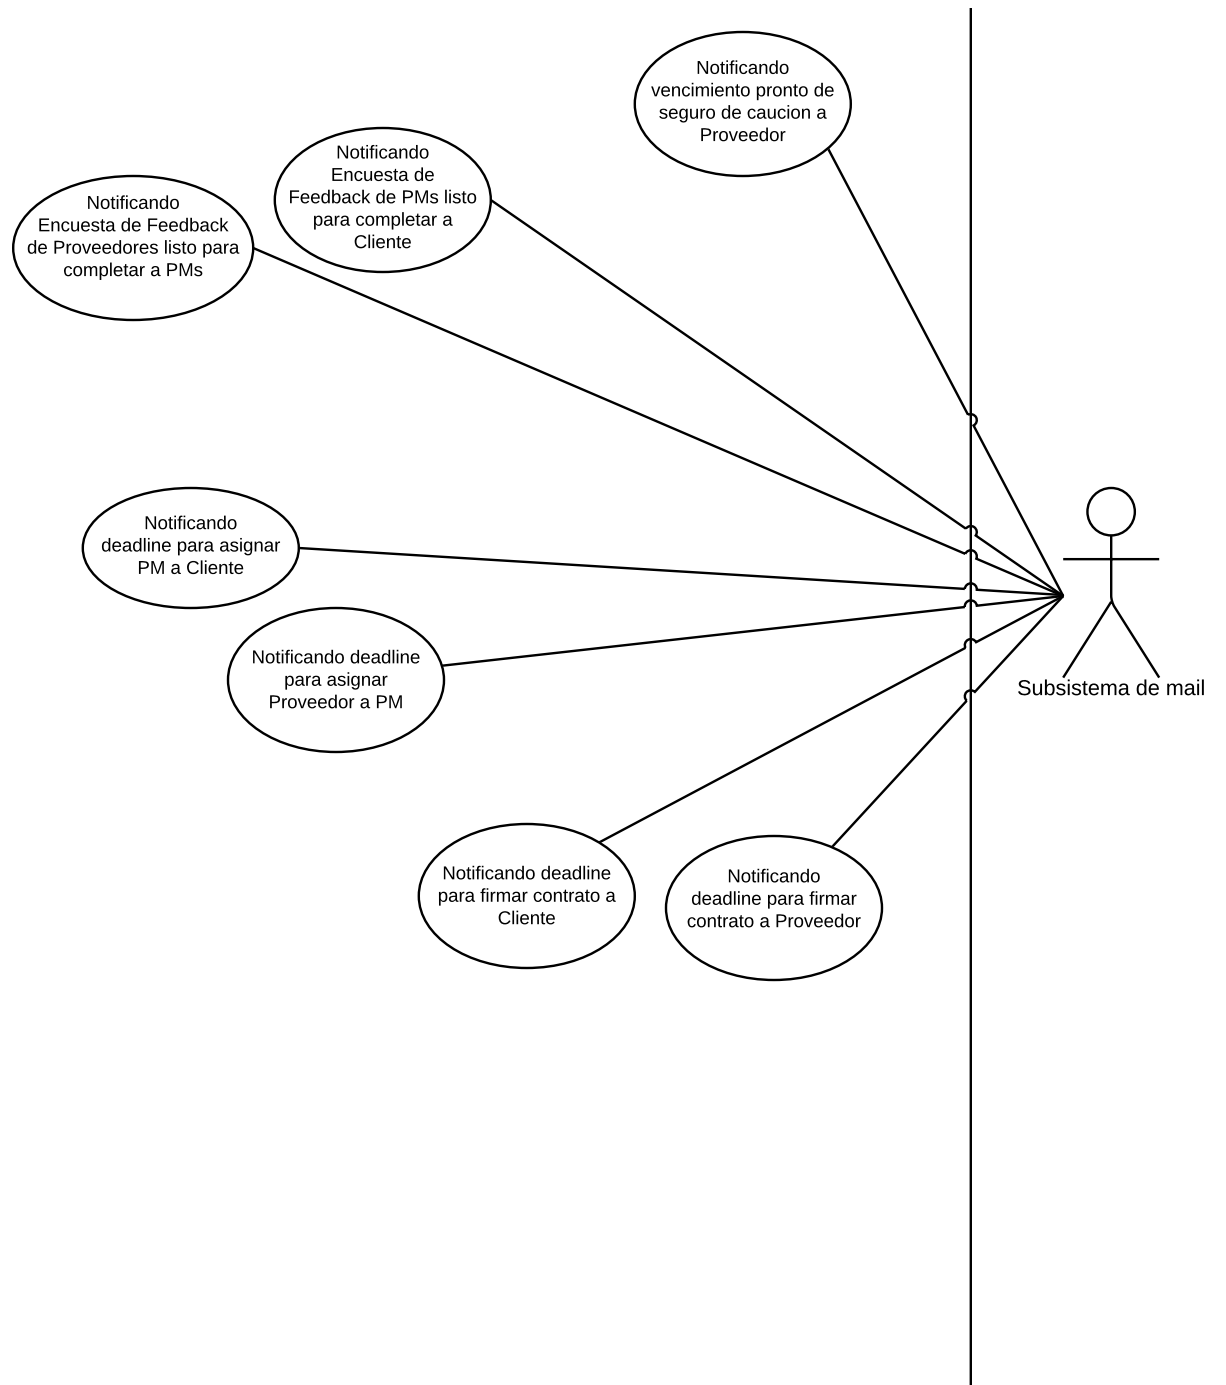 Notificando
vencimiento pronto de
seguro de caucion a
Proveedor
Notificando
Encuesta de
Feedback de PMs listo
para completar a
Cliente
Notificando
Encuesta de Feedback
de Proveedores listo para
completar a PMs
Notificando
deadline para asignar
PM a Cliente
Notificando deadline
para asignar
Proveedor a PM
Subsistema de mail
Notificando deadline
para firmar contrato a
Cliente
Notificando
deadline para firmar
contrato a Proveedor